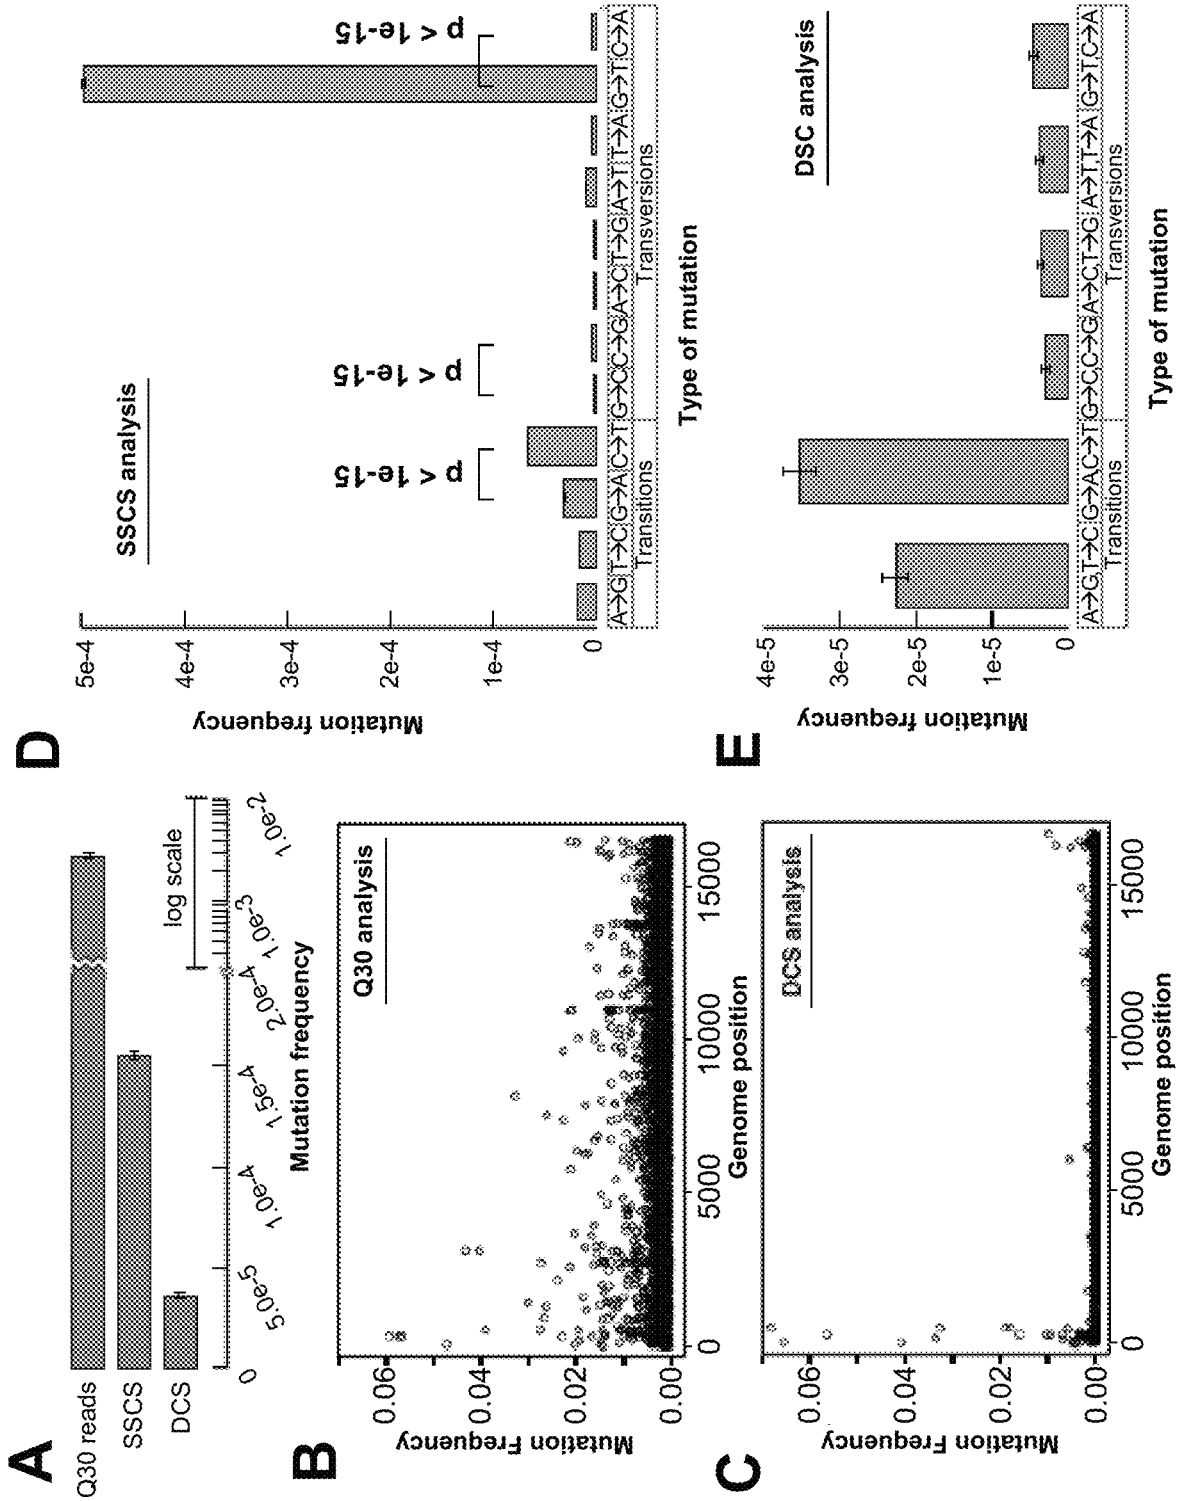 A
Q30 reads
SSCS
DCS
0
5.0e-5
1.0e-4
1.5e-4
2.0e-4
1.0e-3
1.0e-2
log scale
Mutation frequency
B
Q30 analysis
Mutation Frequency
0.06
0.04
0.02
0.00
0
5000
10000
15000
Genome position
C
DCS analysis
Mutation Frequency
0.06
0.04
0.02
0.00
0
5000
10000
15000
Genome position
D
SSCS analysis
Mutation frequency
5e-4
4e-4
3e-4
2e-4
1e-4
0
p < 1e-15
p < 1e-15
p < 1e-15
A→G T→C G→A C→T G→C C→G A→C T→G A→T T→A G→T C→A
Transitions
Transversions
Type of mutation
E
DSC analysis
Mutation frequency
4e-5
3e-5
2e-5
1e-5
0
A→G T→C G→A C→T G→C C→G A→C T→G A→T T→A G→T C→A
Transitions
Transversions
Type of mutation